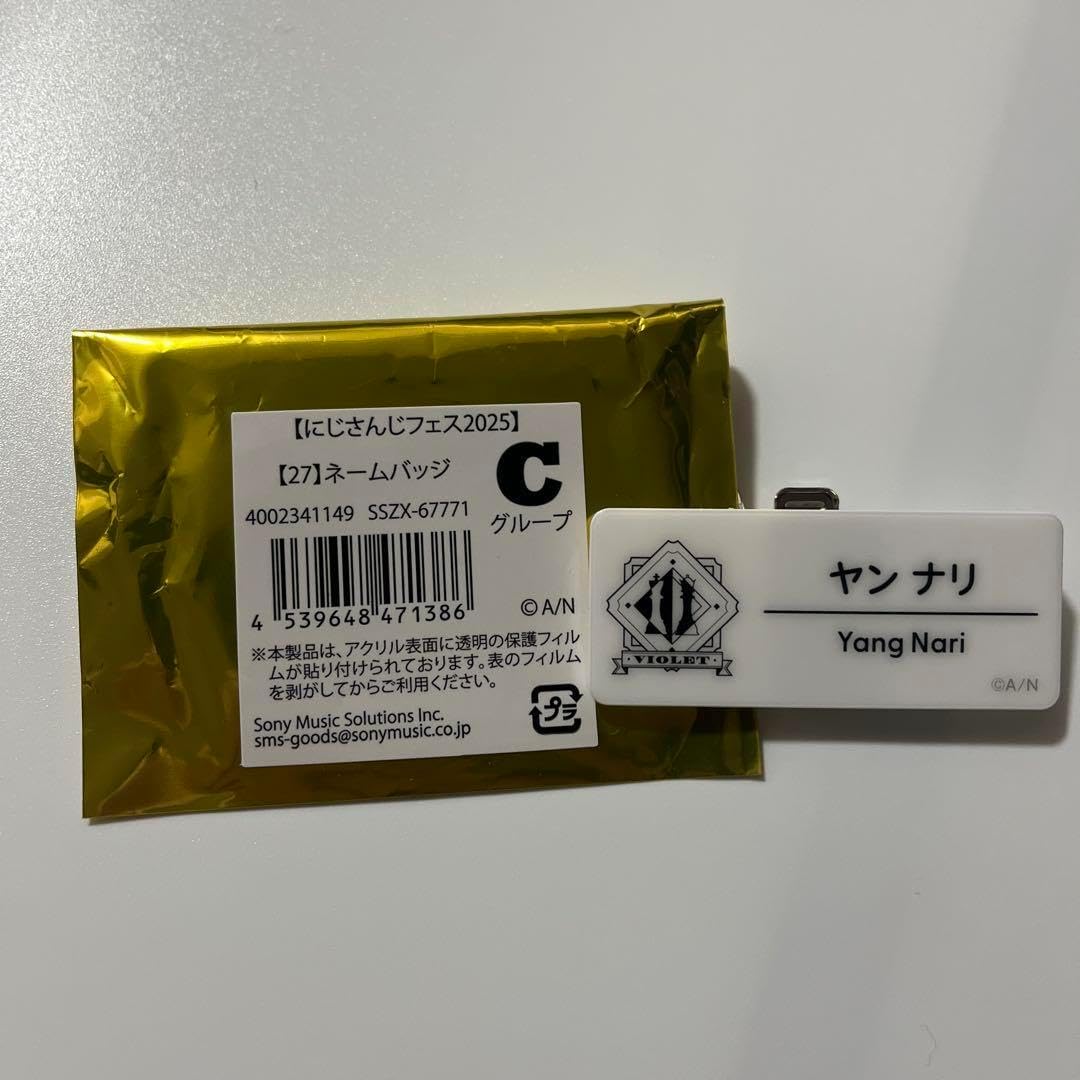 【にじさんじフェス2025】
【27】ネームバッジ
C
グループ
4002341149 SSZX-67771
4 539648 471386
© A/N
※本製品は、アクリル表面に透明の保護フィル
ムが貼り付けられております。表のフィルム
を剥がしてからご利用ください。
プラ
Sony Music Solutions Inc.
sms-goods@sonymusic.co.jp
VIOLET
ヤン ナリ
Yang Nari
©A/N